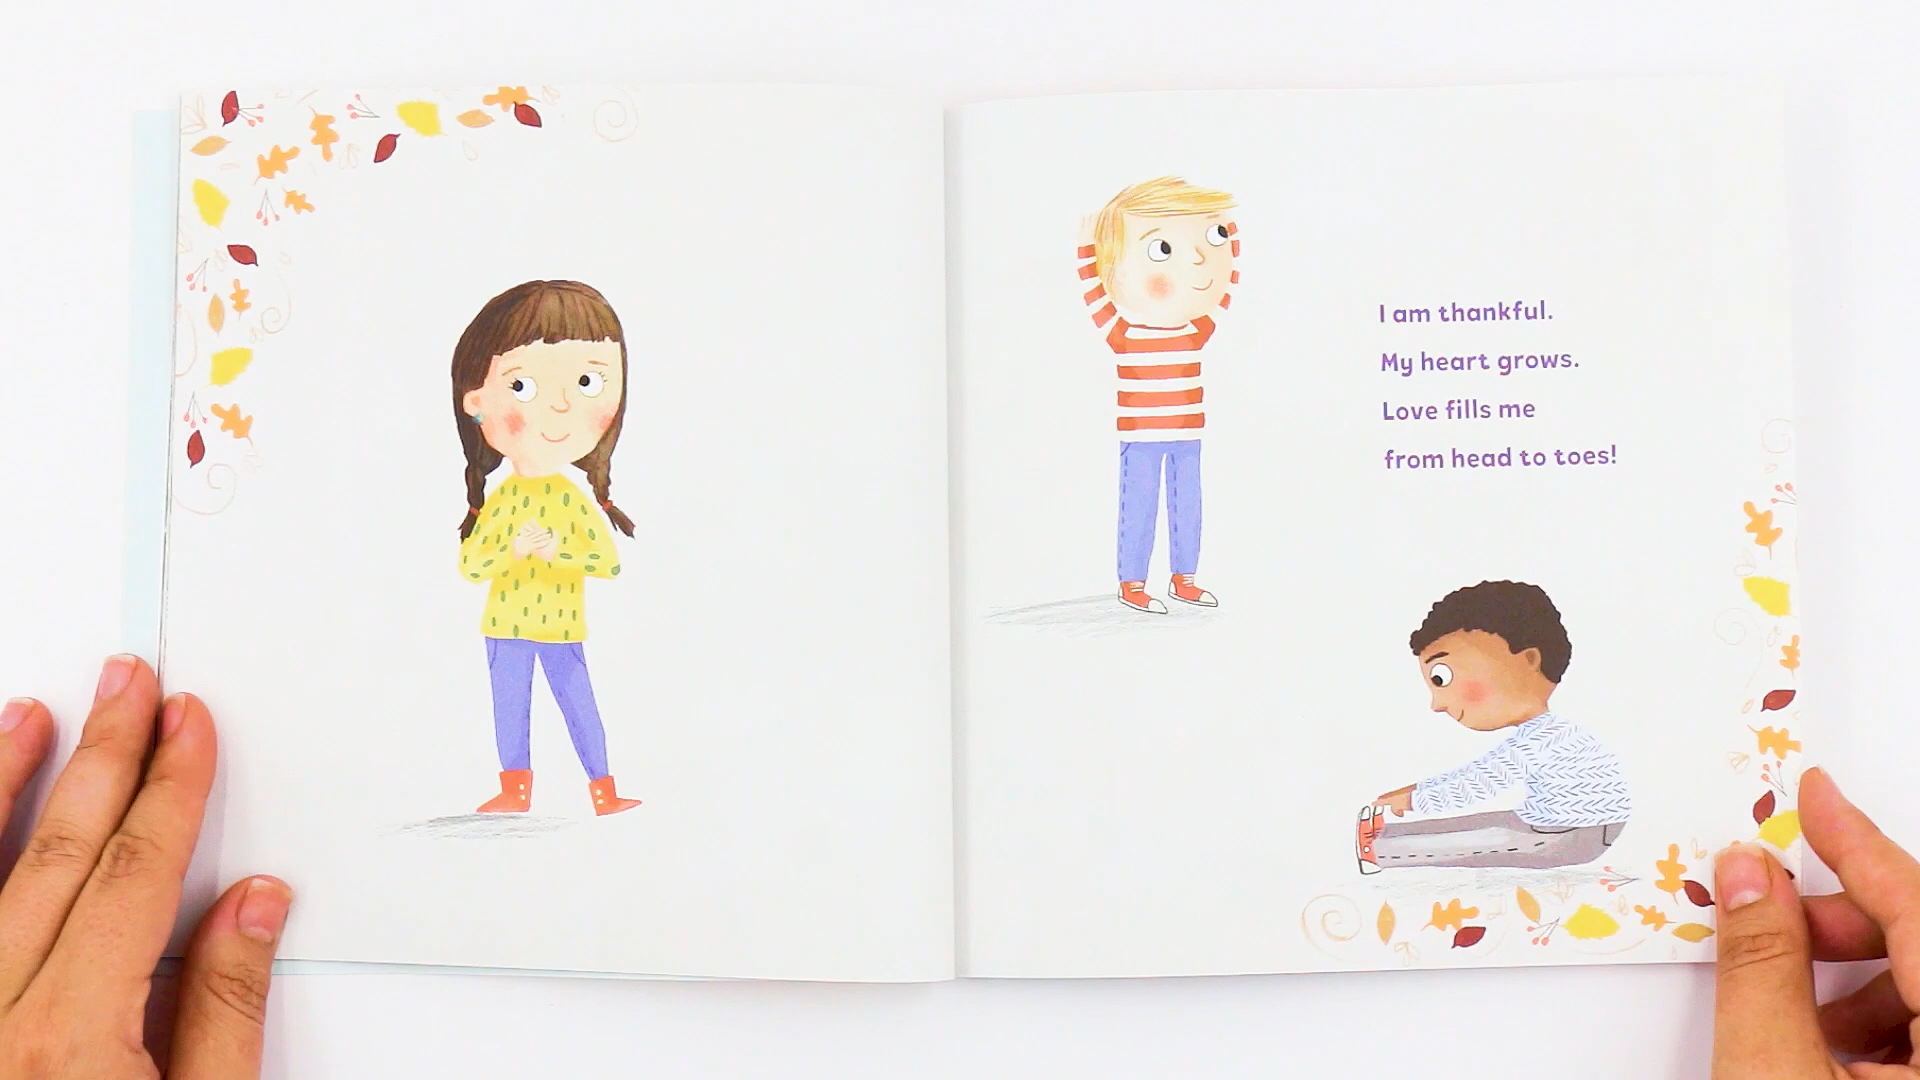 I am thankful.
My heart grows.
Love fills me
from head to toes!